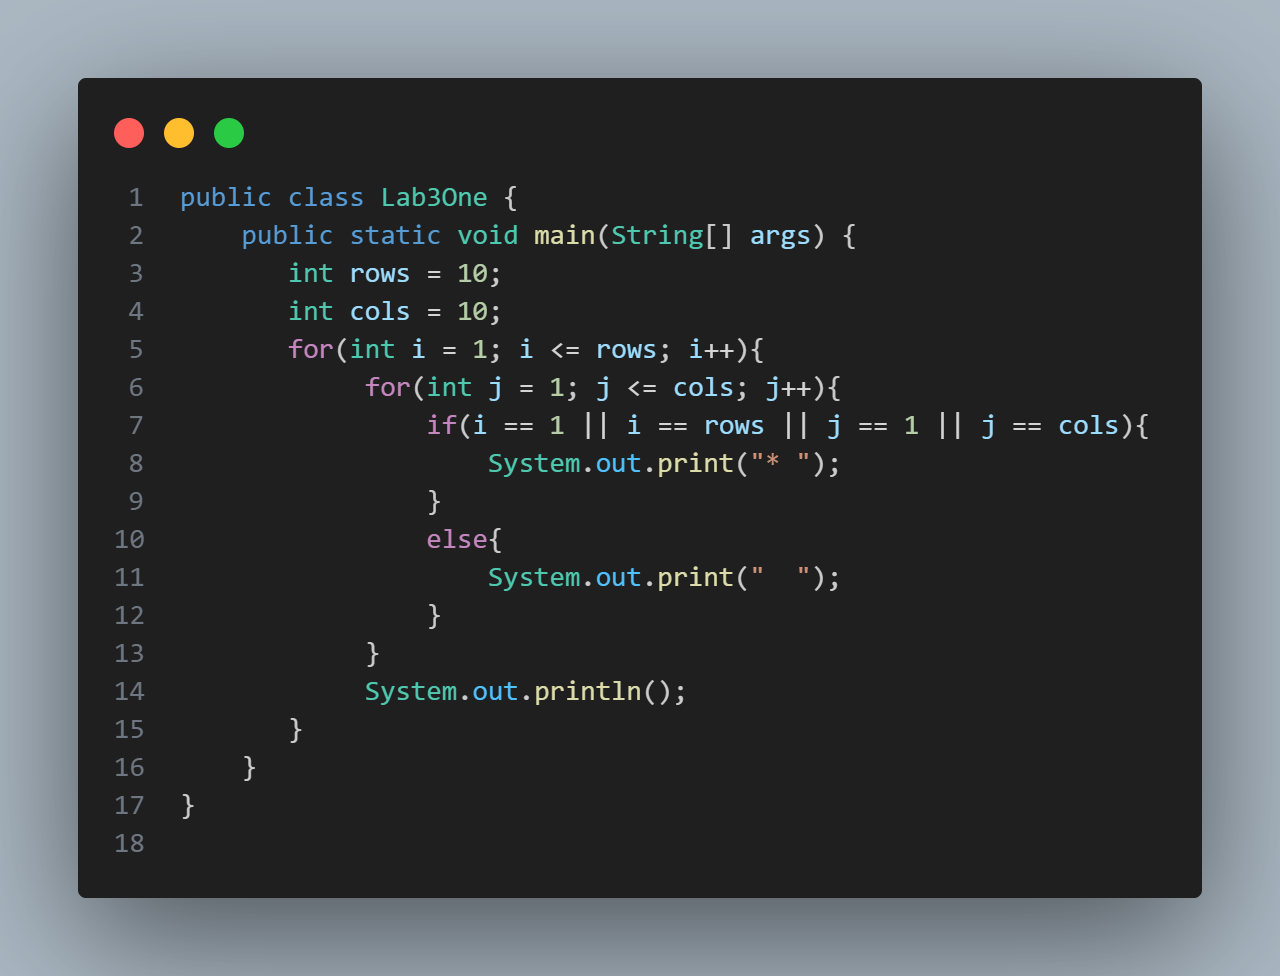 1 public class Lab3One {
2     public static void main(String[] args) {
3        int rows = 10;
4        int cols = 10;
5        for(int i = 1; i <= rows; i++){
6             for(int j = 1; j <= cols; j++){
7                 if(i == 1 || i == rows || j == 1 || j == cols){
8                     System.out.print("* ");
9                 }
10                 else{
11                     System.out.print("  ");
12                 }
13             }
14             System.out.println();
15        }
16     }
17 }
18